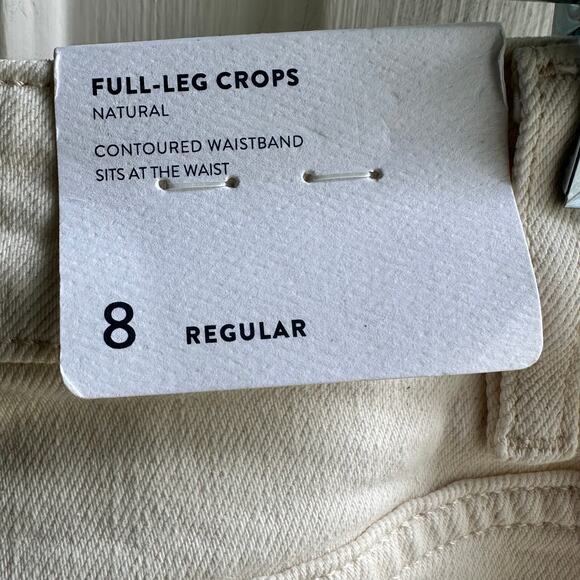 FULL-LEG CROPS
NATURAL
CONTOURED WAISTBAND
SITS AT THE WAIST
8 REGULAR